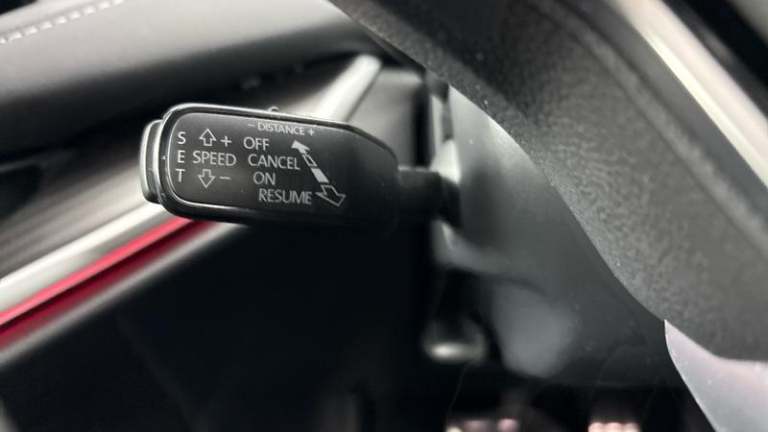 − DISTANCE +
S + OFF
E SPEED CANCEL
T − ON
RESUME